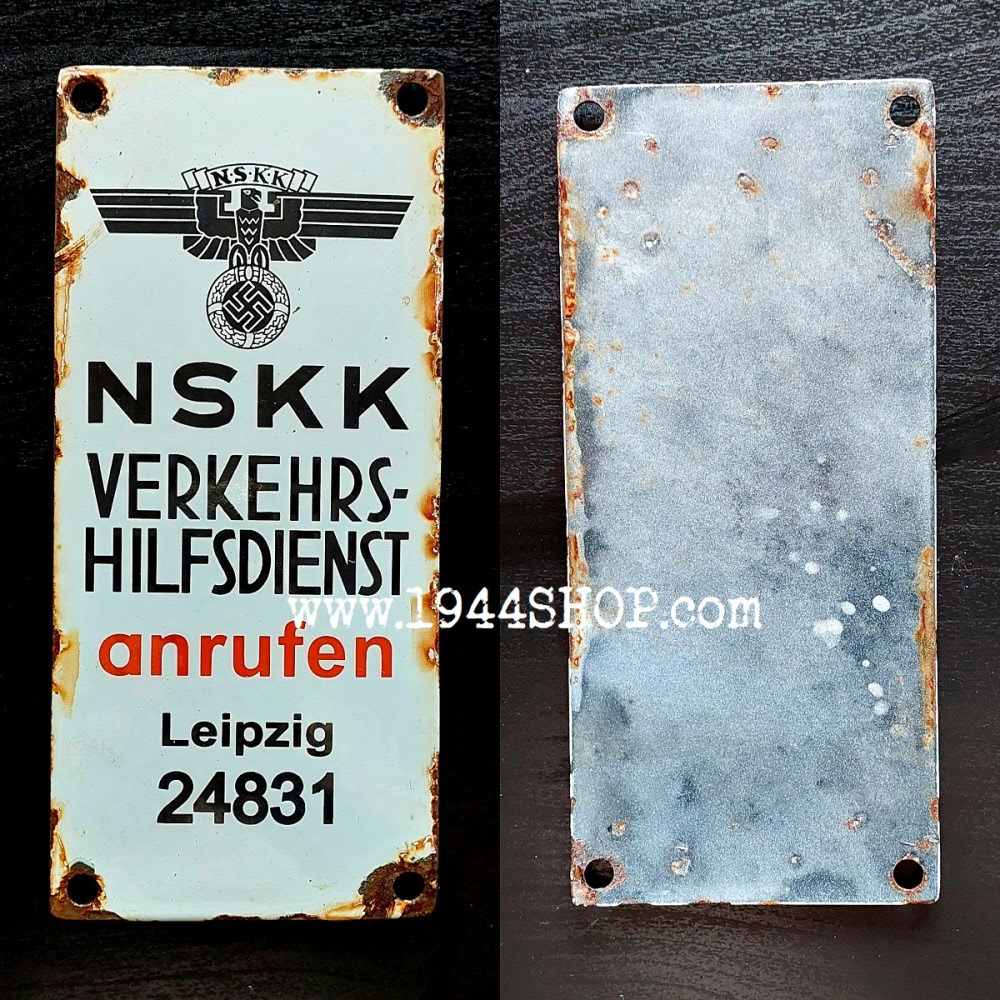 N·S·K·K
NSKK
VERKEHRS-
HILFSDIENST
anrufen
Leipzig
24831
www.1944SHOP.com